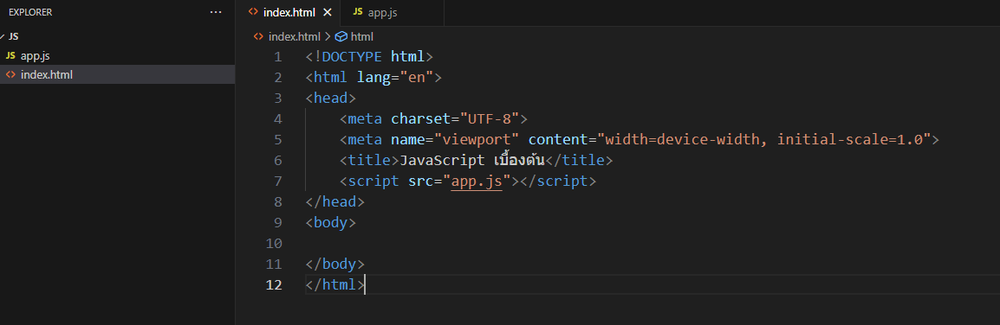 EXPLORER ...
JS
JS app.js
<> index.html
<> index.html × JS app.js
<> index.html > html
1 <!DOCTYPE html>
2 <html lang="en">
3 <head>
4     <meta charset="UTF-8">
5     <meta name="viewport" content="width=device-width, initial-scale=1.0">
6     <title>JavaScript เบื้องต้น</title>
7     <script src="app.js"></script>
8 </head>
9 <body>
10
11 </body>
12 </html>